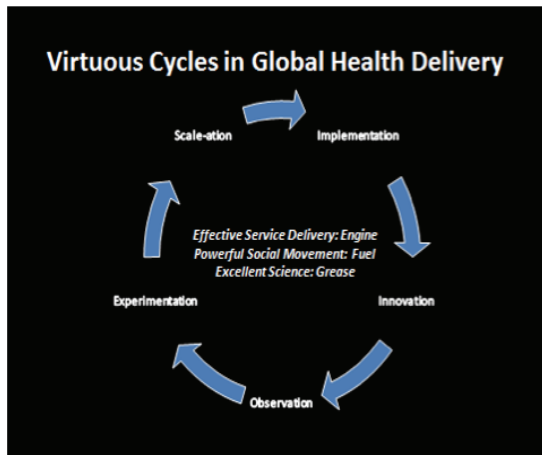 Virtuous Cycles in Global Health Delivery
Scale-ation
Implementation
Effective Service Delivery: Engine
Powerful Social Movement: Fuel
Excellent Science: Grease
Experimentation
Innovation
Observation